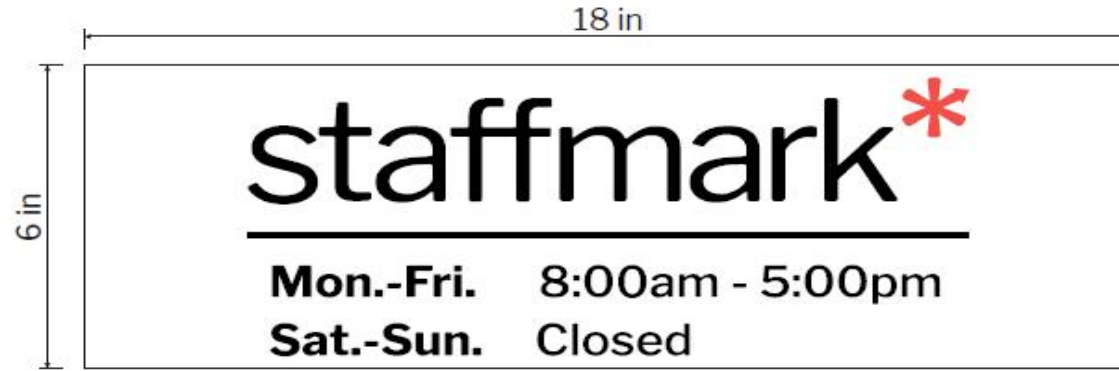 18 in
6 in
staffmark*
Mon.-Fri. 8:00am - 5:00pm
Sat.-Sun. Closed